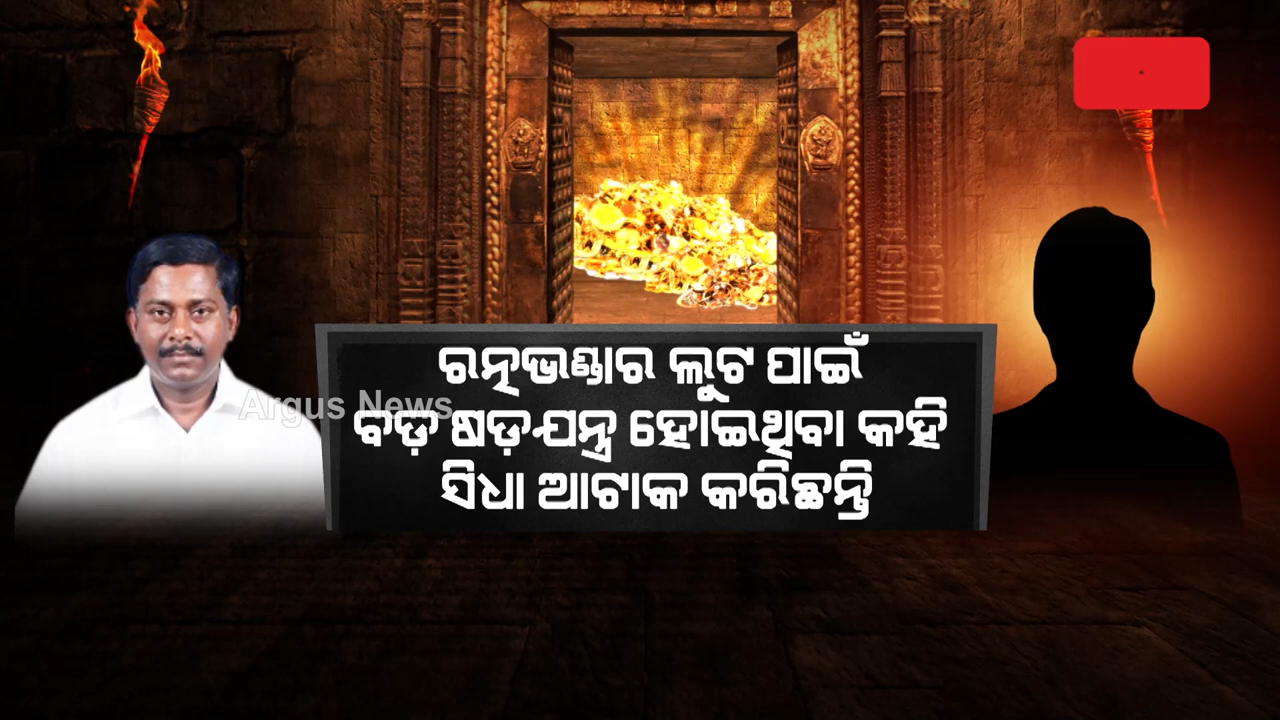 ରତ୍ନଭଣ୍ଡାର ଲୁଟ ପାଇଁ
Argus News
ବଡ଼ ଷଡ଼ଯନ୍ତ୍ର ହୋଇଥିବା କହି
ସିଧା ଆଟାକ କରିଛନ୍ତି